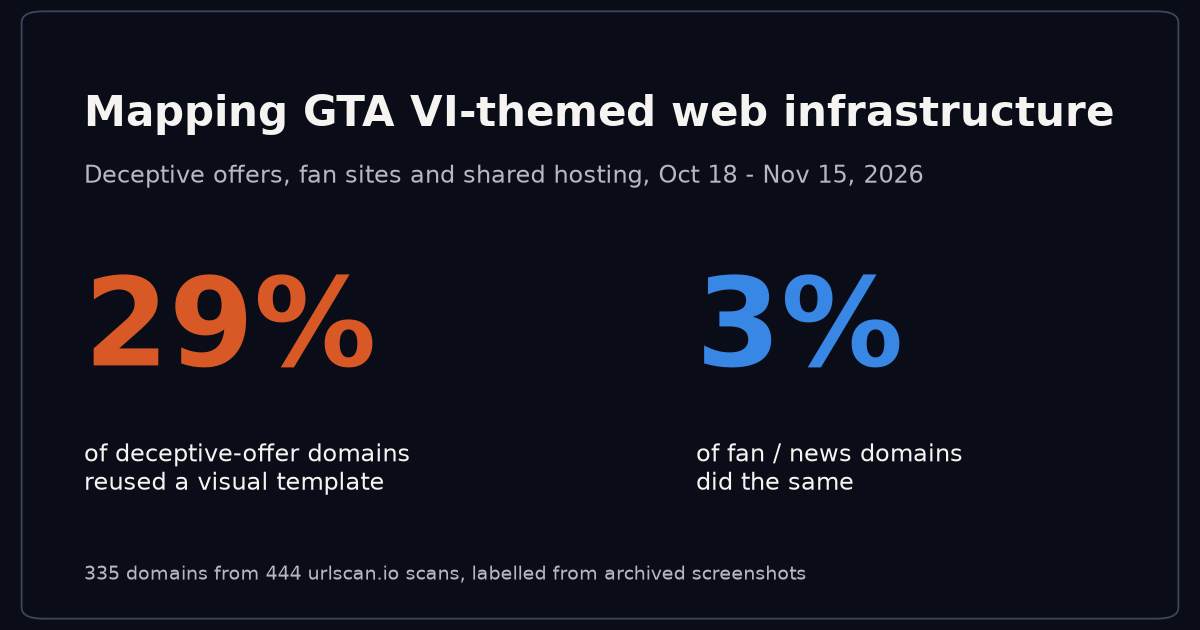 Mapping GTA VI-themed web infrastructure
Deceptive offers, fan sites and shared hosting, Oct 18 - Nov 15, 2026
29%
3%
of deceptive-offer domains
reused a visual template
of fan / news domains
did the same
335 domains from 444 urlscan.io scans, labelled from archived screenshots